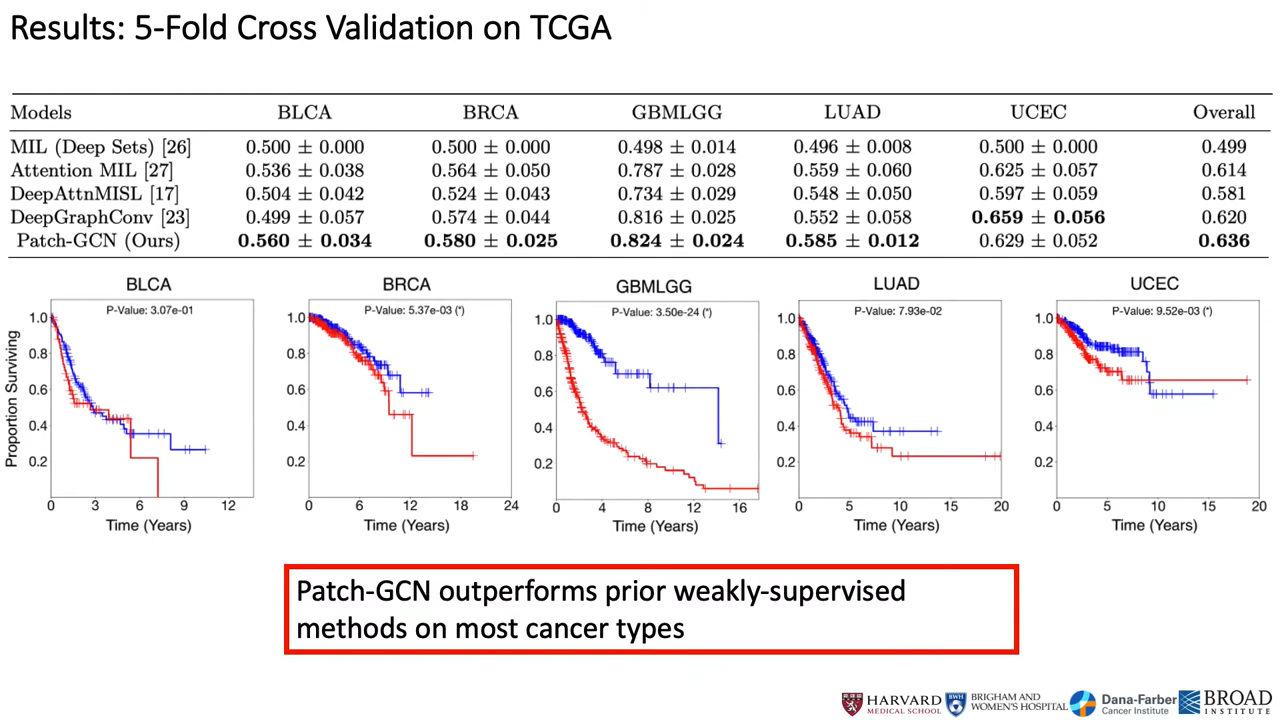 Results: 5-Fold Cross Validation on TCGA
Models BLCA BRCA GBMLGG LUAD UCEC Overall
MIL (Deep Sets) [26] 0.500 ± 0.000 0.500 ± 0.000 0.498 ± 0.014 0.496 ± 0.008 0.500 ± 0.000 0.499
Attention MIL [27] 0.536 ± 0.038 0.564 ± 0.050 0.787 ± 0.028 0.559 ± 0.060 0.625 ± 0.057 0.614
DeepAttnMISL [17] 0.504 ± 0.042 0.524 ± 0.043 0.734 ± 0.029 0.548 ± 0.050 0.597 ± 0.059 0.581
DeepGraphConv [23] 0.499 ± 0.057 0.574 ± 0.044 0.816 ± 0.025 0.552 ± 0.058 0.659 ± 0.056 0.620
Patch-GCN (Ours) 0.560 ± 0.034 0.580 ± 0.025 0.824 ± 0.024 0.585 ± 0.012 0.629 ± 0.052 0.636
BLCA
P-Value: 3.07e-01
Proportion Surviving
1.0
0.8
0.6
0.4
0.2
0 3 6 9 12
Time (Years)
BRCA
P-Value: 5.37e-03 (*)
1.0
0.8
0.6
0.4
0.2
0 6 12 18 24
Time (Years)
GBMLGG
P-Value: 3.50e-24 (*)
1.0
0.8
0.6
0.4
0.2
0 4 8 12 16
Time (Years)
LUAD
P-Value: 7.93e-02
1.0
0.8
0.6
0.4
0.2
0 5 10 15 20
Time (Years)
UCEC
P-Value: 9.52e-03 (*)
1.0
0.8
0.6
0.4
0.2
0 5 10 15 20
Time (Years)
Patch-GCN outperforms prior weakly-supervised
methods on most cancer types
HARVARD
MEDICAL SCHOOL
BWH
BRIGHAM AND
WOMEN'S HOSPITAL
Dana-Farber
Cancer Institute
BROAD
INSTITUTE